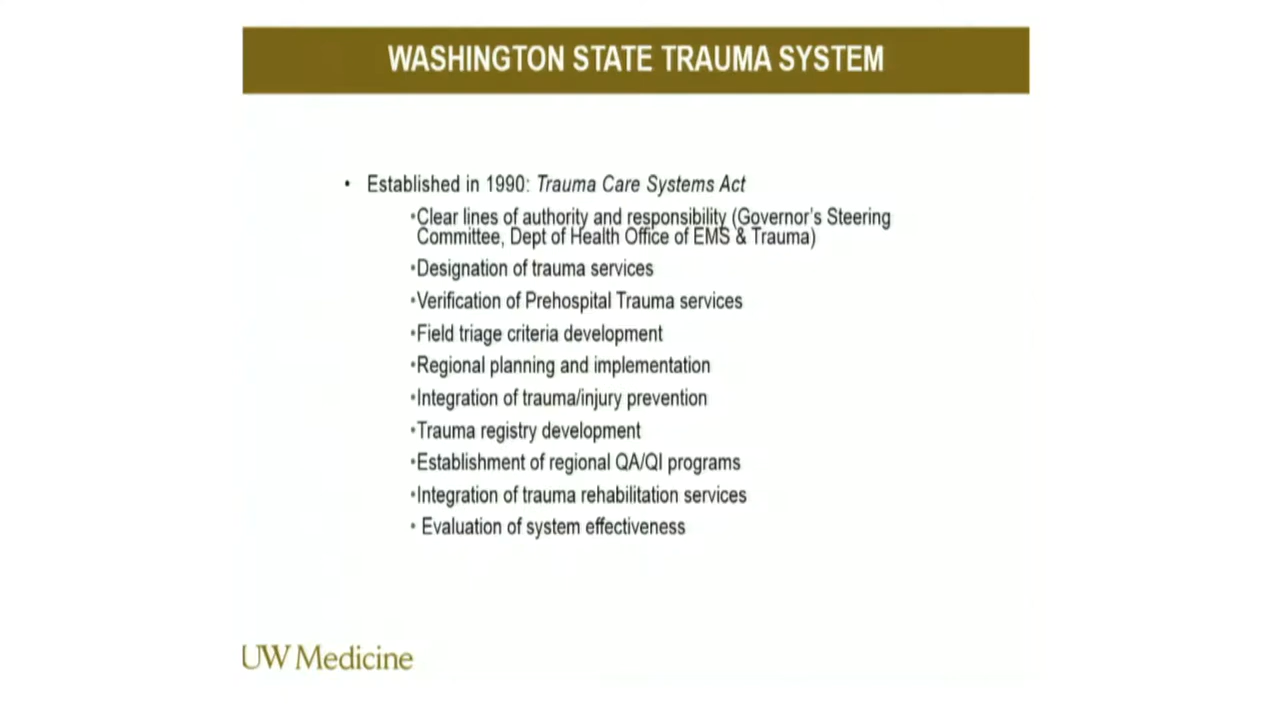 WASHINGTON STATE TRAUMA SYSTEM
• Established in 1990: Trauma Care Systems Act
•Clear lines of authority and responsibility (Governor's Steering
Committee, Dept of Health Office of EMS & Trauma)
•Designation of trauma services
•Verification of Prehospital Trauma services
•Field triage criteria development
•Regional planning and implementation
•Integration of trauma/injury prevention
•Trauma registry development
•Establishment of regional QA/QI programs
•Integration of trauma rehabilitation services
• Evaluation of system effectiveness
UW Medicine